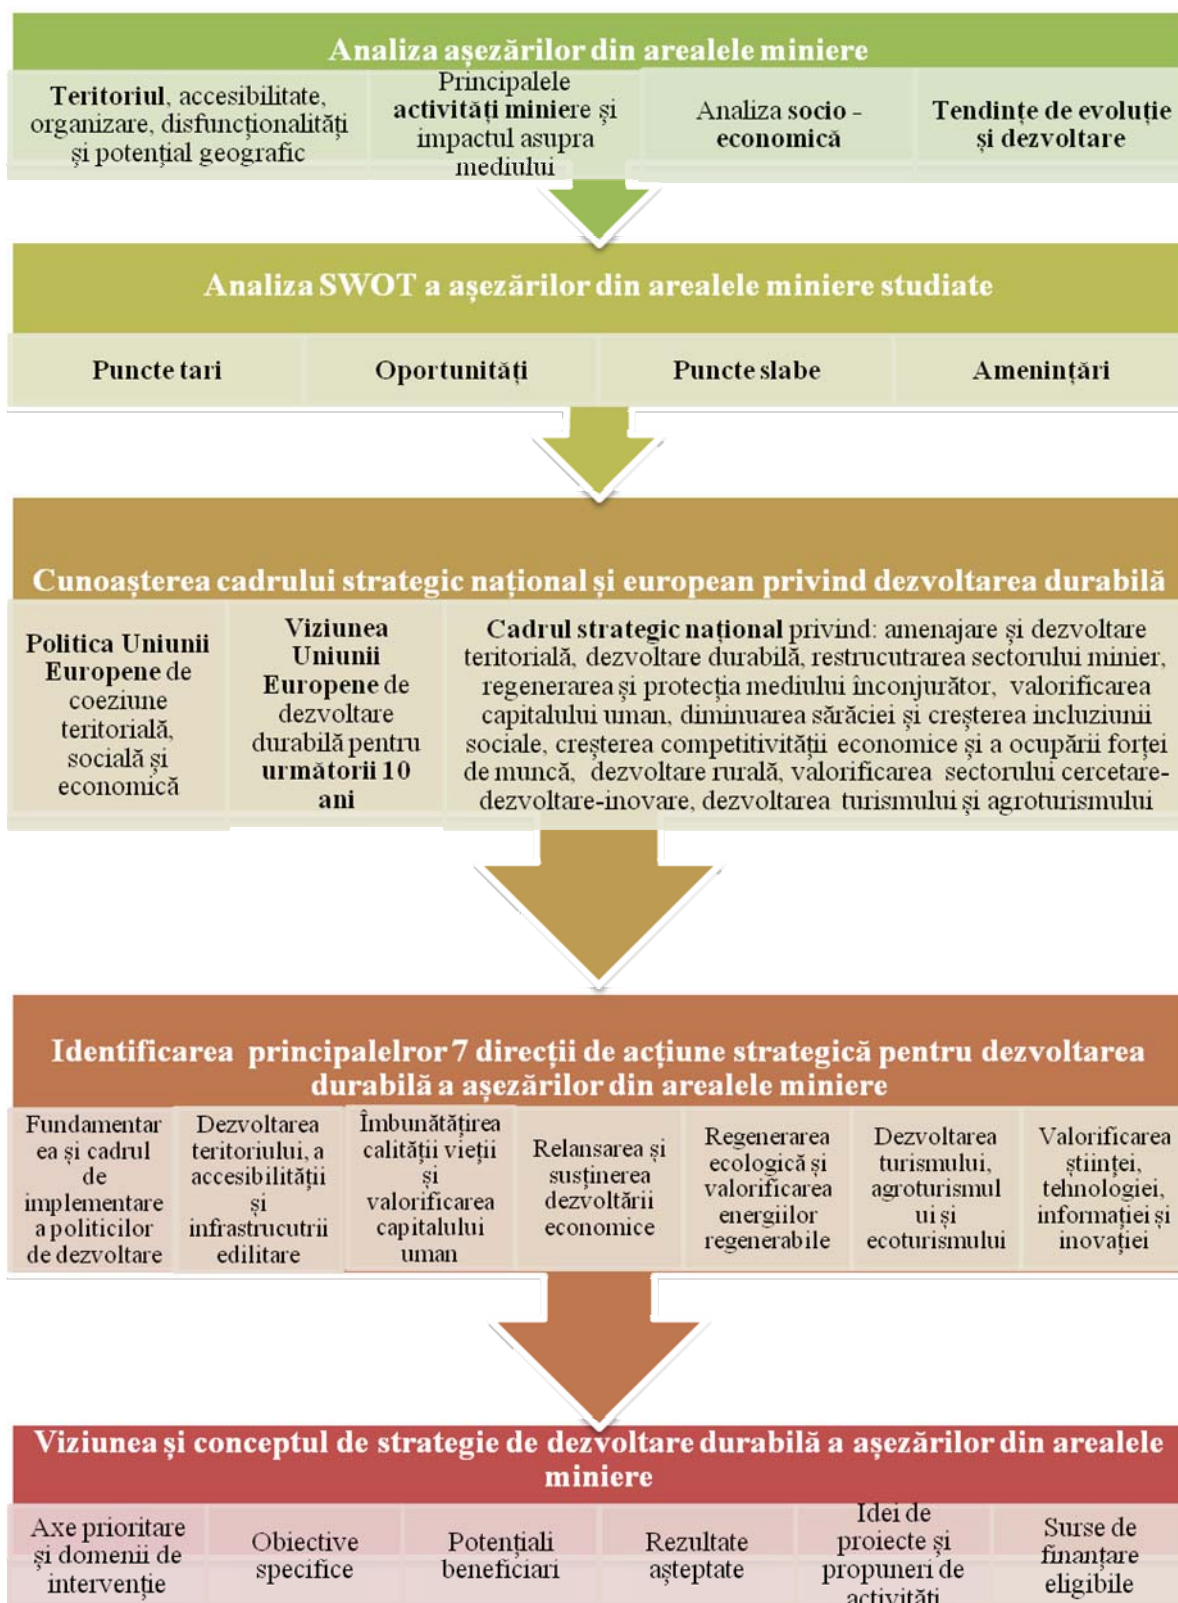 Analiza așezărilor din arealele miniere
Teritoriul, accesibilitate,
organizare, disfuncționalități
și potențial geografic
Principalele
activități miniere și
impactul asupra
mediului
Analiza socio -
economică
Tendințe de evoluție
și dezvoltare
Analiza SWOT a așezărilor din arealele miniere studiate
Puncte tari
Oportunități
Puncte slabe
Amenințări
Cunoașterea cadrului strategic național și european privind dezvoltarea durabilă
Politica Uniunii
Europene de
coeziune
teritorială,
socială și
economică
Viziunea
Uniunii
Europene de
dezvoltare
durabilă pentru
următorii 10
ani
Cadrul strategic național privind: amenajare și dezvoltare
teritorială, dezvoltare durabilă, restrucutrarea sectorului minier,
regenerarea și protecția mediului înconjurător, valorificarea
capitalului uman, diminuarea sărăciei și creșterea incluziunii
sociale, creșterea competitivității economice și a ocupării forței
de muncă, dezvoltare rurală, valorificarea sectorului cercetare-
dezvoltare-inovare, dezvoltarea turismului și agroturismului
Identificarea principalelror 7 direcții de acțiune strategică pentru dezvoltarea
durabilă a așezărilor din arealele miniere
Fundamentar
ea și cadrul
de
implementare
a politicilor
de dezvoltare
Dezvoltarea
teritoriului, a
accesibilității
și
infrastrucutrii
edilitare
Îmbunătățirea
calității vieții
și
valorificarea
capitalului
uman
Relansarea și
susținerea
dezvoltării
economice
Regenerarea
ecologică și
valorificarea
energiilor
regenerabile
Dezvoltarea
turismului,
agroturismul
ui și
ecoturismului
Valorificarea
științei,
tehnologiei,
informației și
inovației
Viziunea și conceptul de strategie de dezvoltare durabilă a așezărilor din arealele
miniere
Axe prioritare
și domenii de
intervenție
Obiective
specifice
Potențiali
beneficiari
Rezultate
așteptate
Idei de
proiecte și
propuneri de
activități
Surse de
finanțare
eligibile